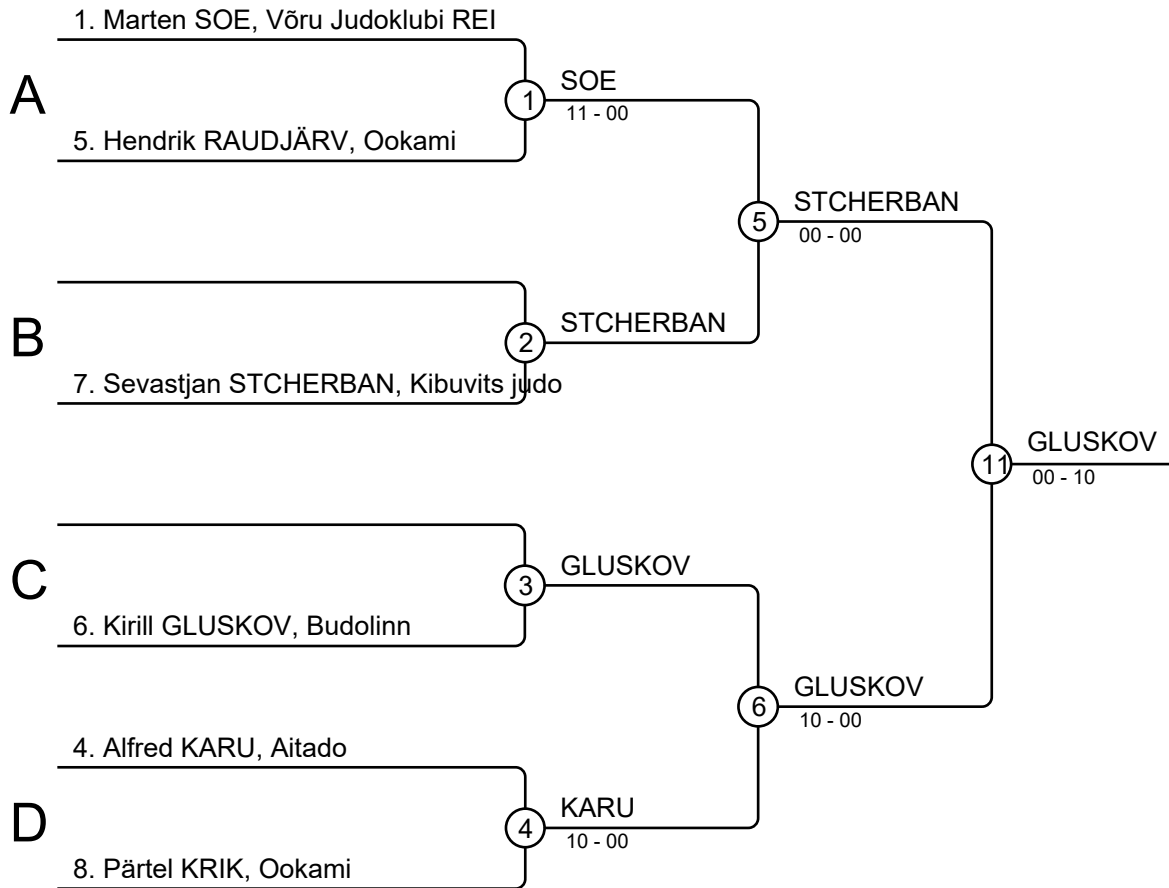 1. Marten SOE, Võru Judoklubi REI
A
1
SOE
11 - 00
5. Hendrik RAUDJÄRV, Ookami
5
STCHERBAN
00 - 00
B
2
STCHERBAN
7. Sevastjan STCHERBAN, Kibuvits judo
11
GLUSKOV
00 - 10
C
3
GLUSKOV
6. Kirill GLUSKOV, Budolinn
6
GLUSKOV
10 - 00
4. Alfred KARU, Aitado
D
4
KARU
10 - 00
8. Pärtel KRIK, Ookami